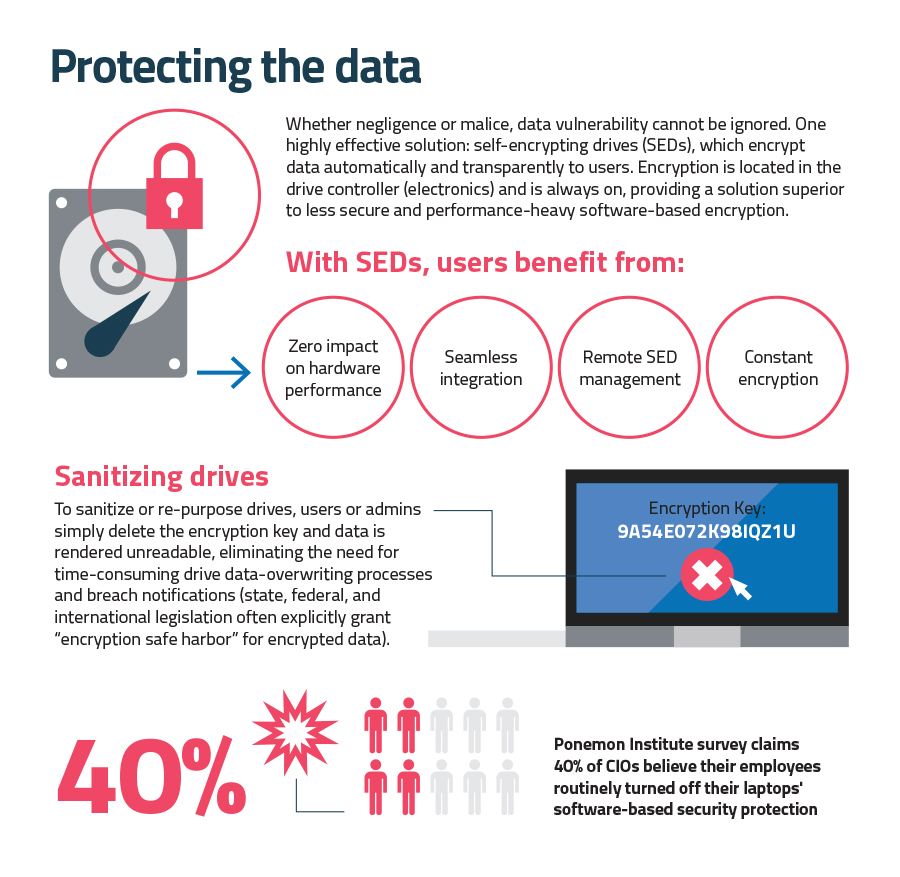 Protecting the data
Whether negligence or malice, data vulnerability cannot be ignored. One
highly effective solution: self-encrypting drives (SEDs), which encrypt
data automatically and transparently to users. Encryption is located in the
drive controller (electronics) and is always on, providing a solution superior
to less secure and performance-heavy software-based encryption.
With SEDs, users benefit from:
Zero impact
on hardware
performance
Seamless
integration
Remote SED
management
Constant
encryption
Sanitizing drives
To sanitize or re-purpose drives, users or admins
simply delete the encryption key and data is
rendered unreadable, eliminating the need for
time-consuming drive data-overwriting processes
and breach notifications (state, federal, and
international legislation often explicitly grant
“encryption safe harbor” for encrypted data).
Encryption Key:
9A54E072K98IQZ1U
40%
Ponemon Institute survey claims
40% of CIOs believe their employees
routinely turned off their laptops'
software-based security protection